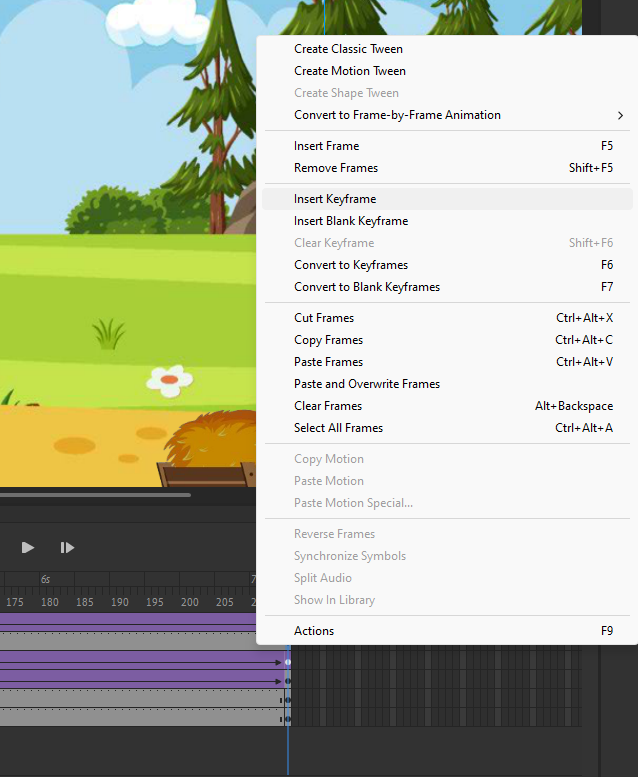 Create Classic Tween
Create Motion Tween
Create Shape Tween
Convert to Frame-by-Frame Animation
Insert Frame F5
Remove Frames Shift+F5
Insert Keyframe
Insert Blank Keyframe
Clear Keyframe Shift+F6
Convert to Keyframes F6
Convert to Blank Keyframes F7
Cut Frames Ctrl+Alt+X
Copy Frames Ctrl+Alt+C
Paste Frames Ctrl+Alt+V
Paste and Overwrite Frames
Clear Frames Alt+Backspace
Select All Frames Ctrl+Alt+A
Copy Motion
Paste Motion
Paste Motion Special...
Reverse Frames
Synchronize Symbols
Split Audio
Show In Library
Actions F9
6s 7
175 180 185 190 195 200 205 2